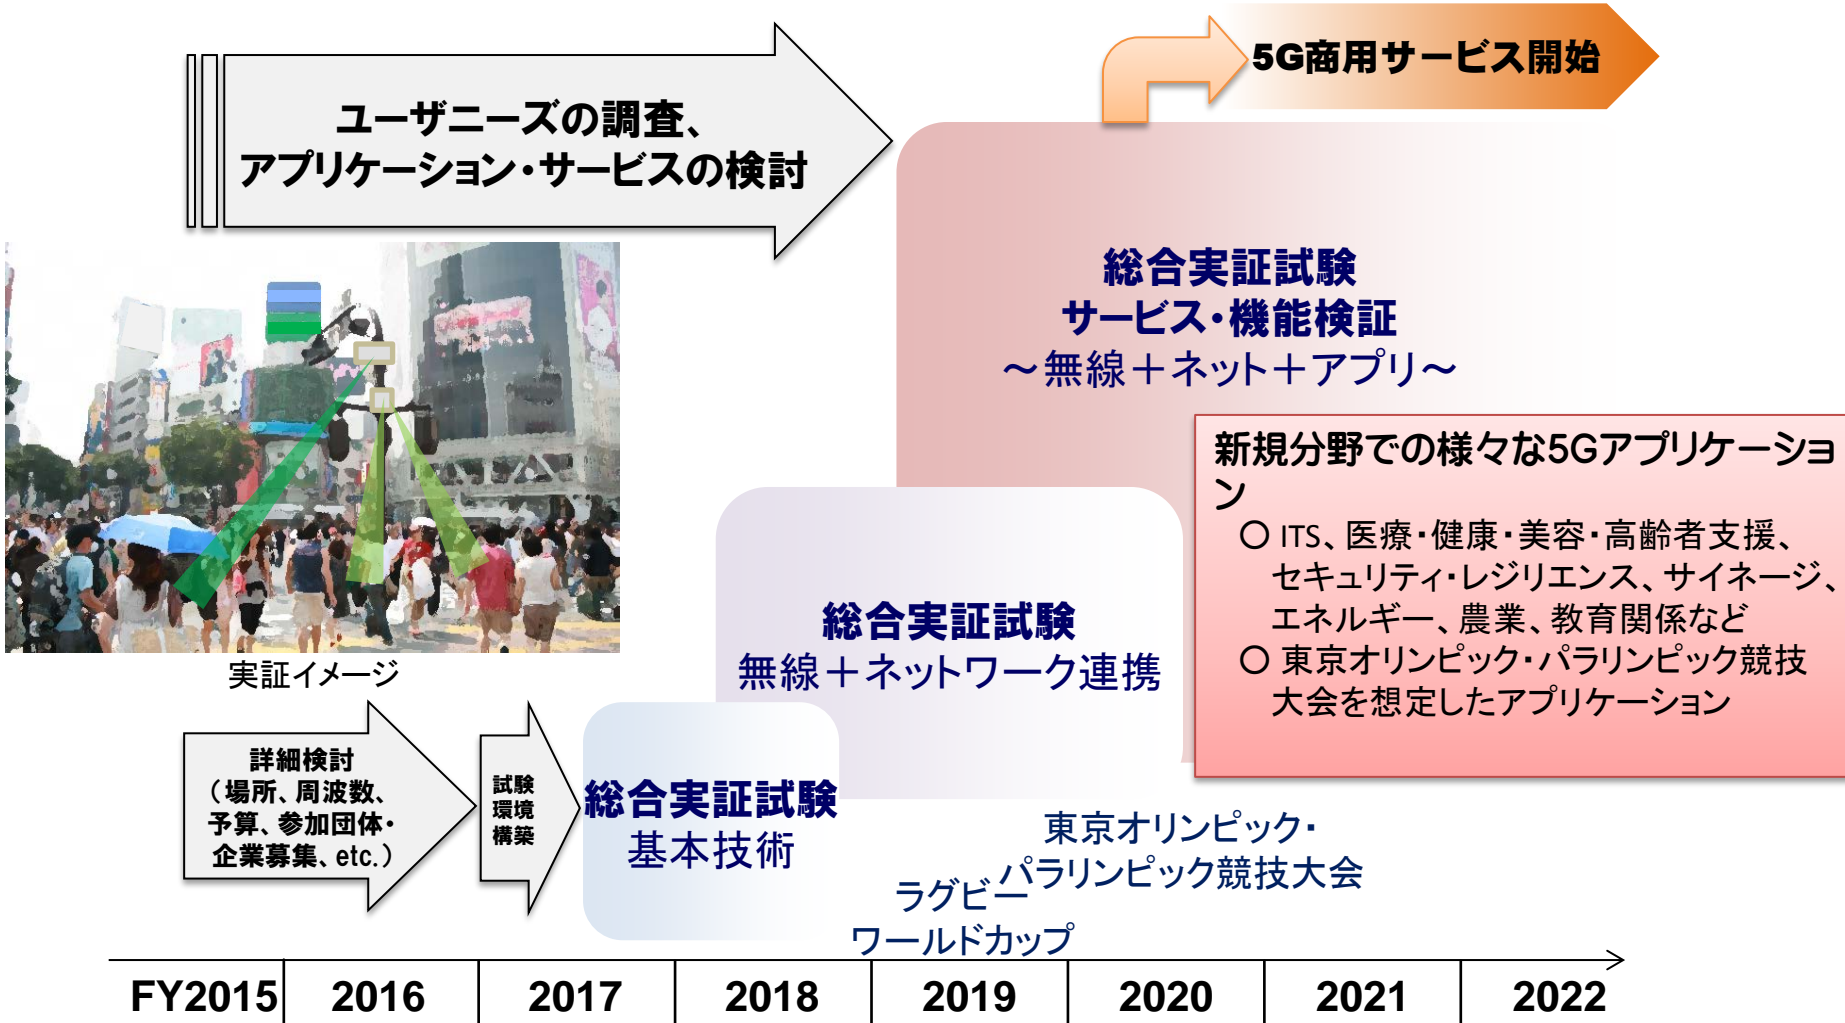 5G商用サービス開始
ユーザニーズの調査、
アプリケーション・サービスの検討
総合実証試験
サービス・機能検証
～無線＋ネット＋アプリ～
新規分野での様々な5Gアプリケーショ
ン
○ ITS、医療・健康・美容・高齢者支援、
セキュリティ・レジリエンス、サイネージ、
エネルギー、農業、教育関係など
○ 東京オリンピック・パラリンピック競技
大会を想定したアプリケーション
総合実証試験
無線＋ネットワーク連携
実証イメージ
詳細検討
（場所、周波数、
予算、参加団体・
企業募集、etc.）
試験
環境
構築
総合実証試験
基本技術
東京オリンピック・
パラリンピック競技大会
ラグビー
ワールドカップ
FY2015 2016 2017 2018 2019 2020 2021 2022